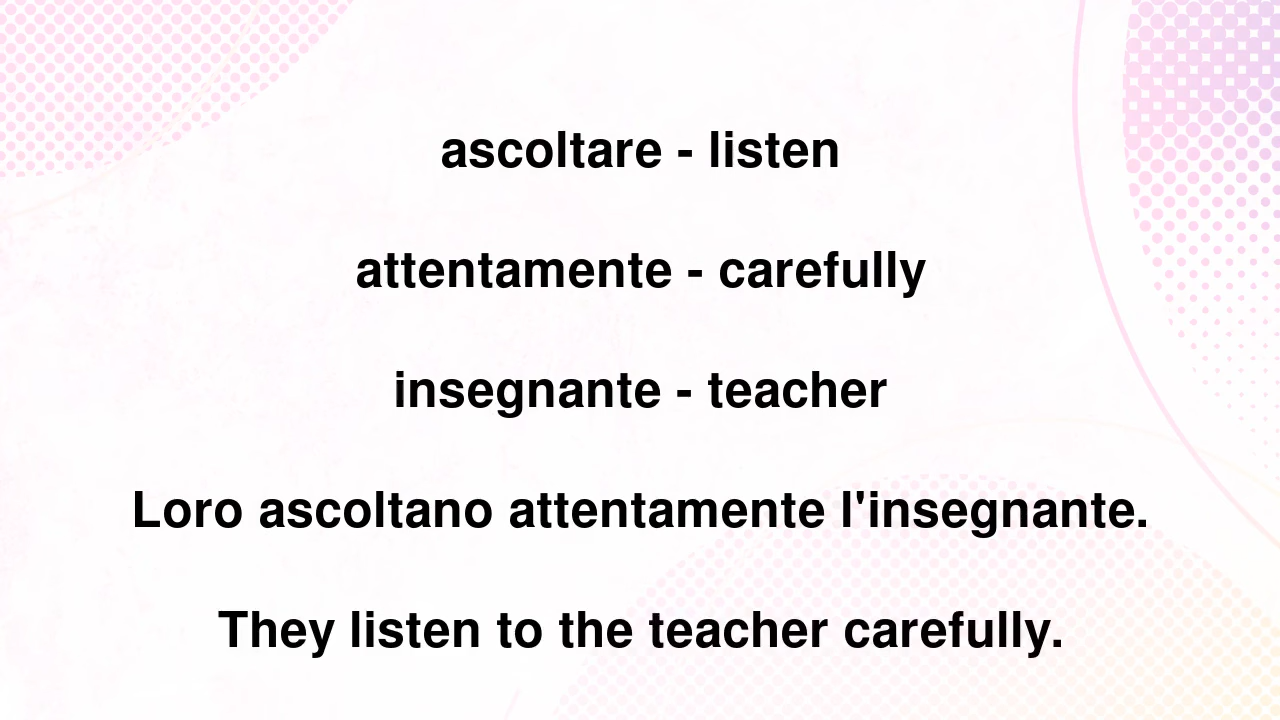 ascoltare - listen
attentamente - carefully
insegnante - teacher
Loro ascoltano attentamente l'insegnante.
They listen to the teacher carefully.